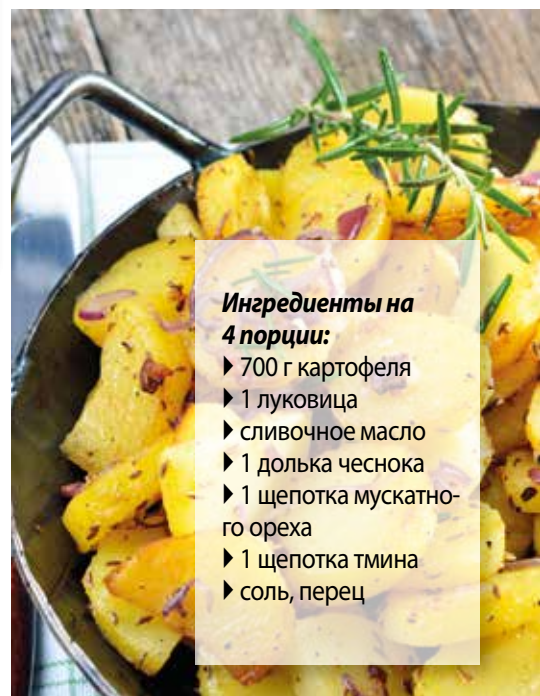 Ингредиенты на
4 порции:
▶ 700 г картофеля
▶ 1 луковица
▶ сливочное масло
▶ 1 долька чеснока
▶ 1 щепотка мускатно-
го ореха
▶ 1 щепотка тмина
▶ соль, перец